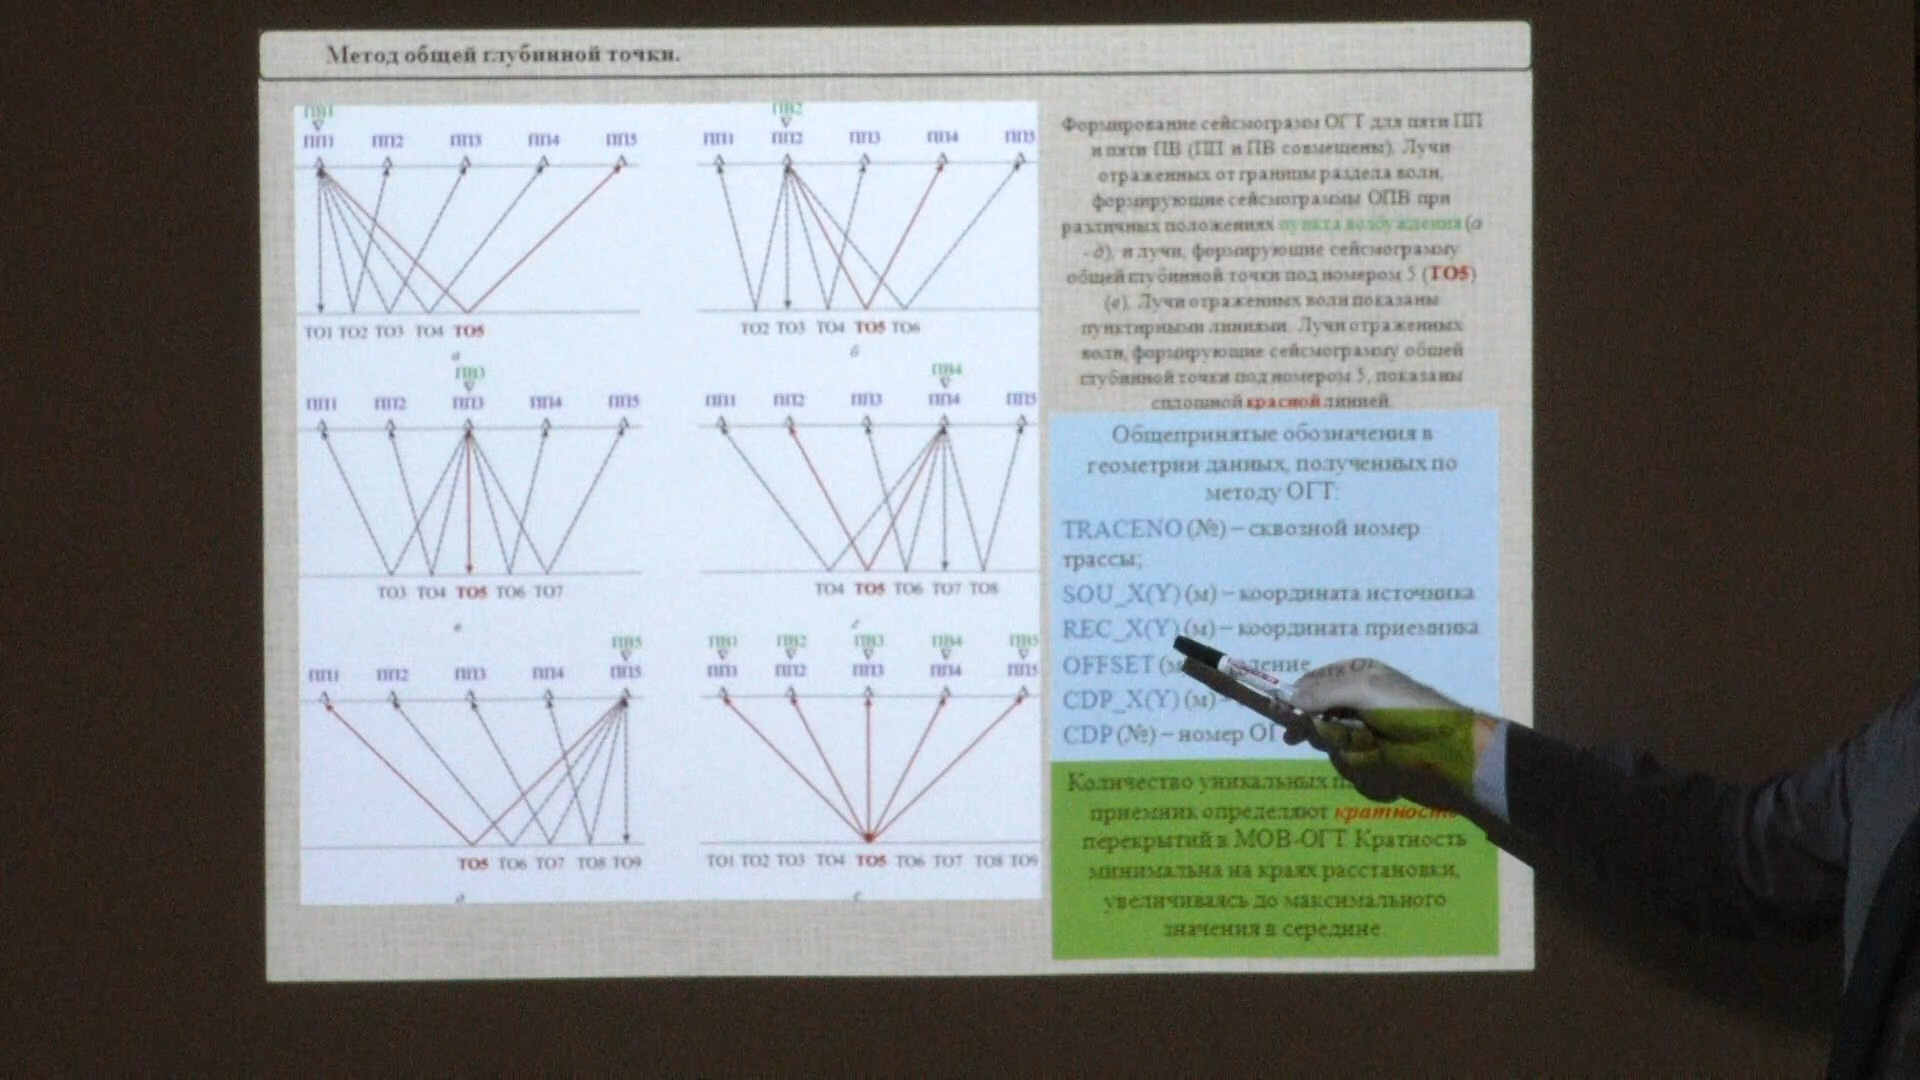 Метод общей глубинной точки.
ПВ1
ПП1 ПП2 ПП3 ПП4 ПП5
ТО1 ТО2 ТО3 ТО4 ТО5
а
ПВ2
ПП1 ПП2 ПП3 ПП4 ПП5
ТО2 ТО3 ТО4 ТО5 ТО6
б
ПВ3
ПП1 ПП2 ПП3 ПП4 ПП5
ТО3 ТО4 ТО5 ТО6 ТО7
в
ПВ4
ПП1 ПП2 ПП3 ПП4 ПП5
ТО4 ТО5 ТО6 ТО7 ТО8
г
ПВ5
ПП1 ПП2 ПП3 ПП4 ПП5
ТО5 ТО6 ТО7 ТО8 ТО9
д
ПВ1 ПВ2 ПВ3 ПВ4 ПВ5
ПП1 ПП2 ПП3 ПП4 ПП5
ТО1 ТО2 ТО3 ТО4 ТО5 ТО6 ТО7 ТО8 ТО9
е
Формирование сейсмограмм ОГТ для пяти ПП
и пяти ПВ (ПП и ПВ совмещены). Лучи
отраженных от границы раздела волн,
формирующие сейсмограммы ОПВ при
различных положениях пункта возбуждения (а
- д), и лучи, формирующие сейсмограмму
общей глубинной точки под номером 5 (ТО5)
(е). Лучи отраженных волн показаны
пунктирными линиями. Лучи отраженных
волн, формирующие сейсмограмму общей
глубинной точки под номером 5, показаны
сплошной красной линией.
Общепринятые обозначения в
геометрии данных, полученных по
методу ОГТ:
TRACENO (№) – сквозной номер
трассы;
SOU_X(Y) (м) – координата источника
REC_X(Y) (м) – координата приемника
OFFSET
CDP_X(Y) (м) –
CDP (№) – номер
Количество уникальных
приемник определяют кратность
перекрытий в МОВ-ОГТ. Кратность
минимальна на краях расстановки,
увеличиваясь до максимального
значения в середине